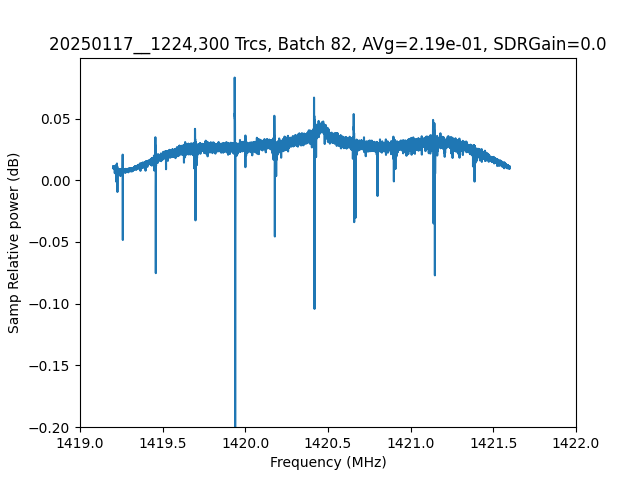 20250117__1224,300 Trcs, Batch 82, AVg=2.19e-01, SDRGain=0.0
Samp Relative power (dB)
0.05
0.00
−0.05
−0.10
−0.15
−0.20
1419.0 1419.5 1420.0 1420.5 1421.0 1421.5 1422.0
Frequency (MHz)